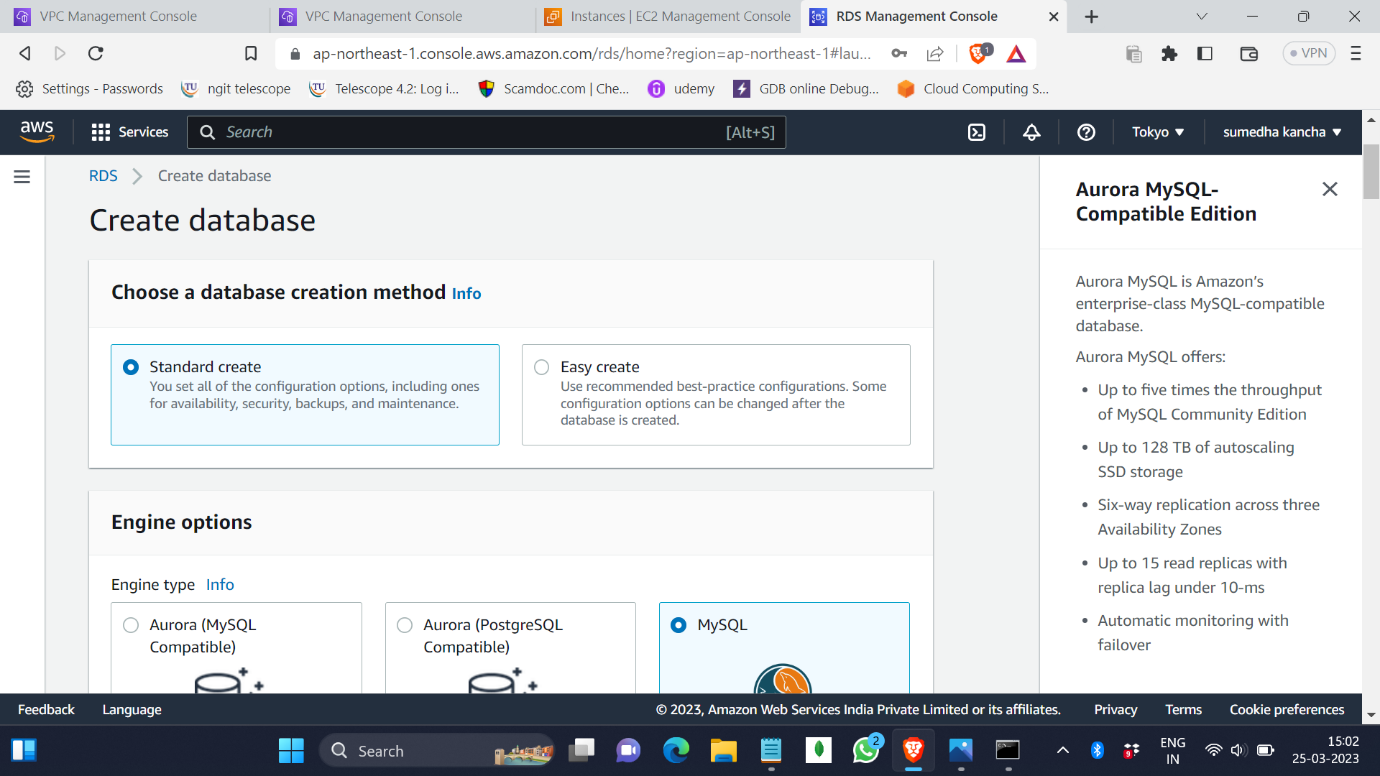 VPC Management Console
VPC Management Console
Instances | EC2 Management Console
RDS Management Console
ap-northeast-1.console.aws.amazon.com/rds/home?region=ap-northeast-1#lau...
1
VPN
Settings - Passwords
TU
ngit telescope
TU
Telescope 4.2: Log i...
Scamdoc.com | Che...
udemy
GDB online Debug...
Cloud Computing S...
aws
Services
Search
[Alt+S]
Tokyo ▼
sumedha kancha ▼
RDS
Create database
Create database
Choose a database creation method Info
Standard create
You set all of the configuration options, including ones
for availability, security, backups, and maintenance.
Easy create
Use recommended best-practice configurations. Some
configuration options can be changed after the
database is created.
Engine options
Engine type Info
Aurora (MySQL
Compatible)
Aurora (PostgreSQL
Compatible)
MySQL
Aurora MySQL-
Compatible Edition
Aurora MySQL is Amazon's
enterprise-class MySQL-compatible
database.
Aurora MySQL offers:
• Up to five times the throughput
of MySQL Community Edition
• Up to 128 TB of autoscaling
SSD storage
• Six-way replication across three
Availability Zones
• Up to 15 read replicas with
replica lag under 10-ms
• Automatic monitoring with
failover
Feedback
Language
© 2023, Amazon Web Services India Private Limited or its affiliates.
Privacy
Terms
Cookie preferences
Search
2
9
ENG
IN
15:02
25-03-2023